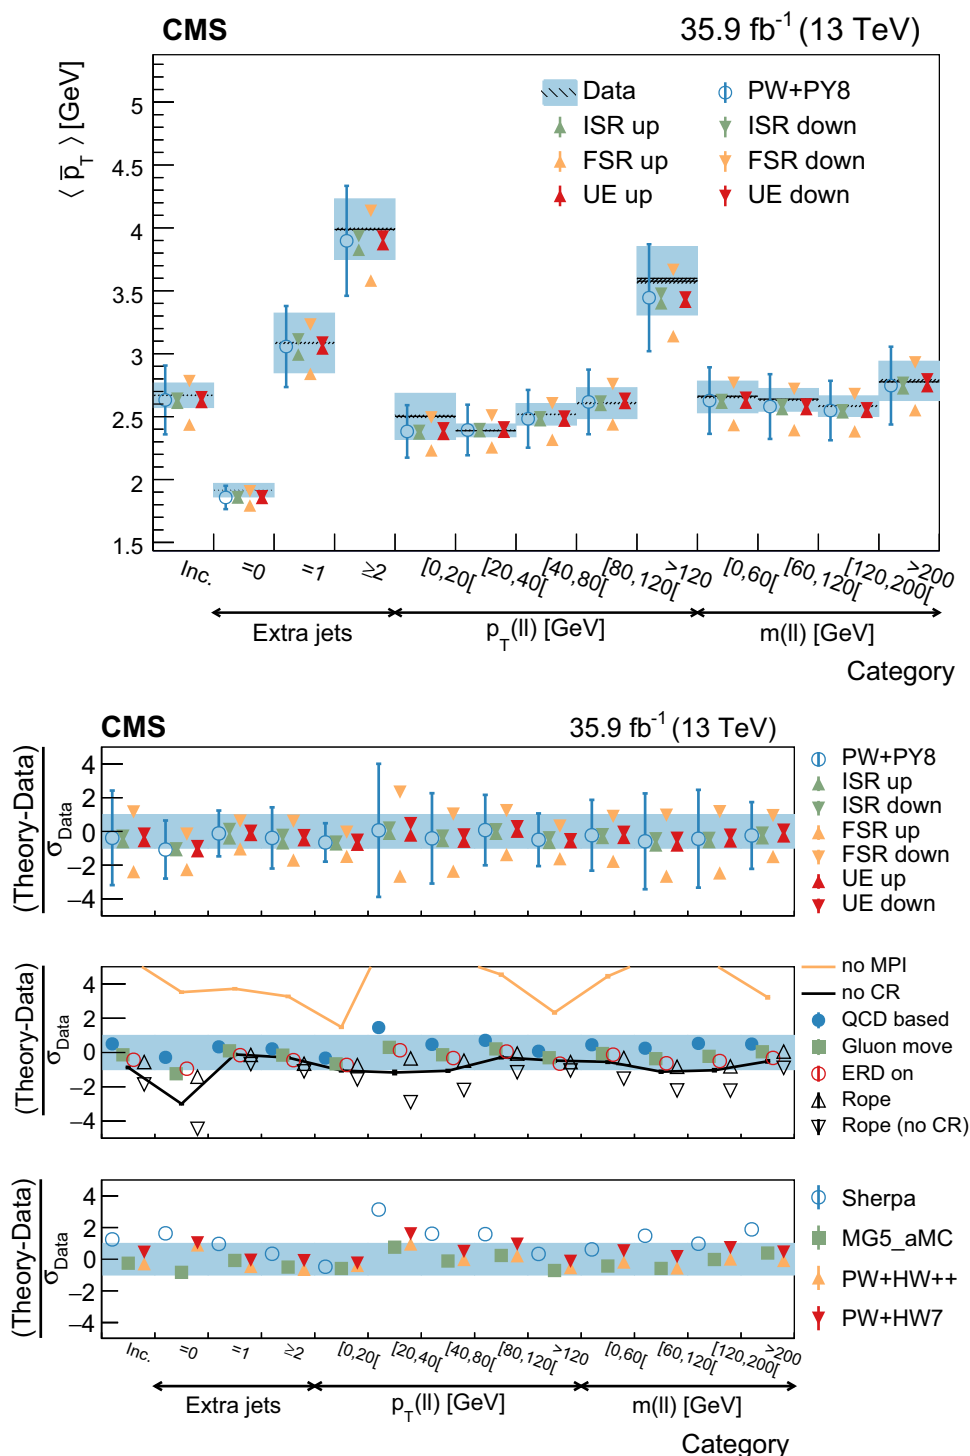 CMS 35.9 fb⁻¹ (13 TeV)
⟨ p̅_T ⟩ [GeV]
Data PW+PY8
ISR up ISR down
FSR up FSR down
UE up UE down
5
4.5
4
3.5
3
2.5
2
1.5
Inc. =0 =1 ≥2 [0,20[ [20,40[ [40,80[ [80,120[ >120 [0,60[ [60,120[ [120,200[ >200
Extra jets p_T(ll) [GeV] m(ll) [GeV]
Category
CMS 35.9 fb⁻¹ (13 TeV)
(Theory-Data)
σ_Data
4
2
0
−2
−4
PW+PY8
ISR up
ISR down
FSR up
FSR down
UE up
UE down
(Theory-Data)
σ_Data
4
2
0
−2
−4
no MPI
no CR
QCD based
Gluon move
ERD on
Rope
Rope (no CR)
(Theory-Data)
σ_Data
4
2
0
−2
−4
Sherpa
MG5_aMC
PW+HW++
PW+HW7
Inc. =0 =1 ≥2 [0,20[ [20,40[ [40,80[ [80,120[ >120 [0,60[ [60,120[ [120,200[ >200
Extra jets p_T(ll) [GeV] m(ll) [GeV]
Category